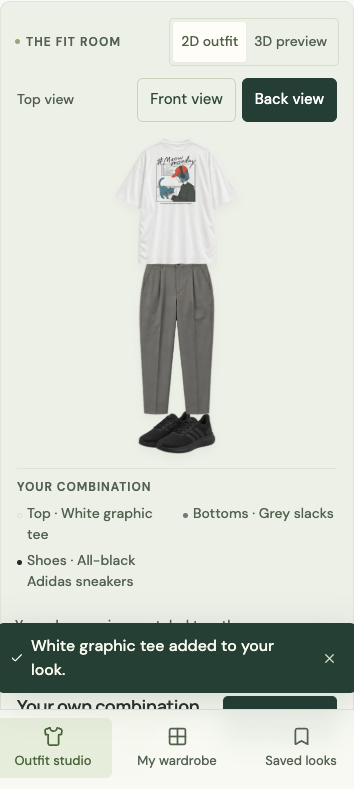 THE FIT ROOM
2D outfit
3D preview
Top view
Front view
Back view
#Meow
monday
YOUR COMBINATION
Top · White graphic
tee
Bottoms · Grey slacks
Shoes · All-black
Adidas sneakers
White graphic tee added to your
look.
Your own combination
Outfit studio
My wardrobe
Saved looks